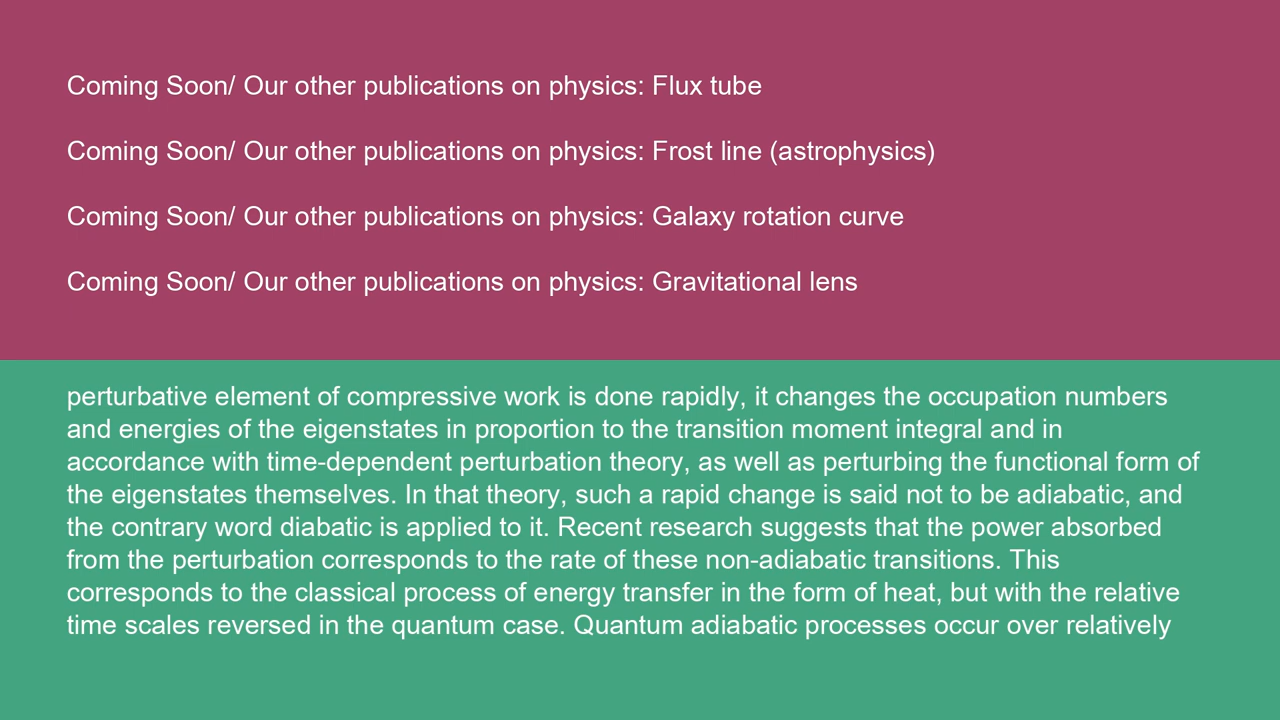 Coming Soon/ Our other publications on physics: Flux tube
Coming Soon/ Our other publications on physics: Frost line (astrophysics)
Coming Soon/ Our other publications on physics: Galaxy rotation curve
Coming Soon/ Our other publications on physics: Gravitational lens
perturbative element of compressive work is done rapidly, it changes the occupation numbers
and energies of the eigenstates in proportion to the transition moment integral and in
accordance with time-dependent perturbation theory, as well as perturbing the functional form of
the eigenstates themselves. In that theory, such a rapid change is said not to be adiabatic, and
the contrary word diabatic is applied to it. Recent research suggests that the power absorbed
from the perturbation corresponds to the rate of these non-adiabatic transitions. This
corresponds to the classical process of energy transfer in the form of heat, but with the relative
time scales reversed in the quantum case. Quantum adiabatic processes occur over relatively